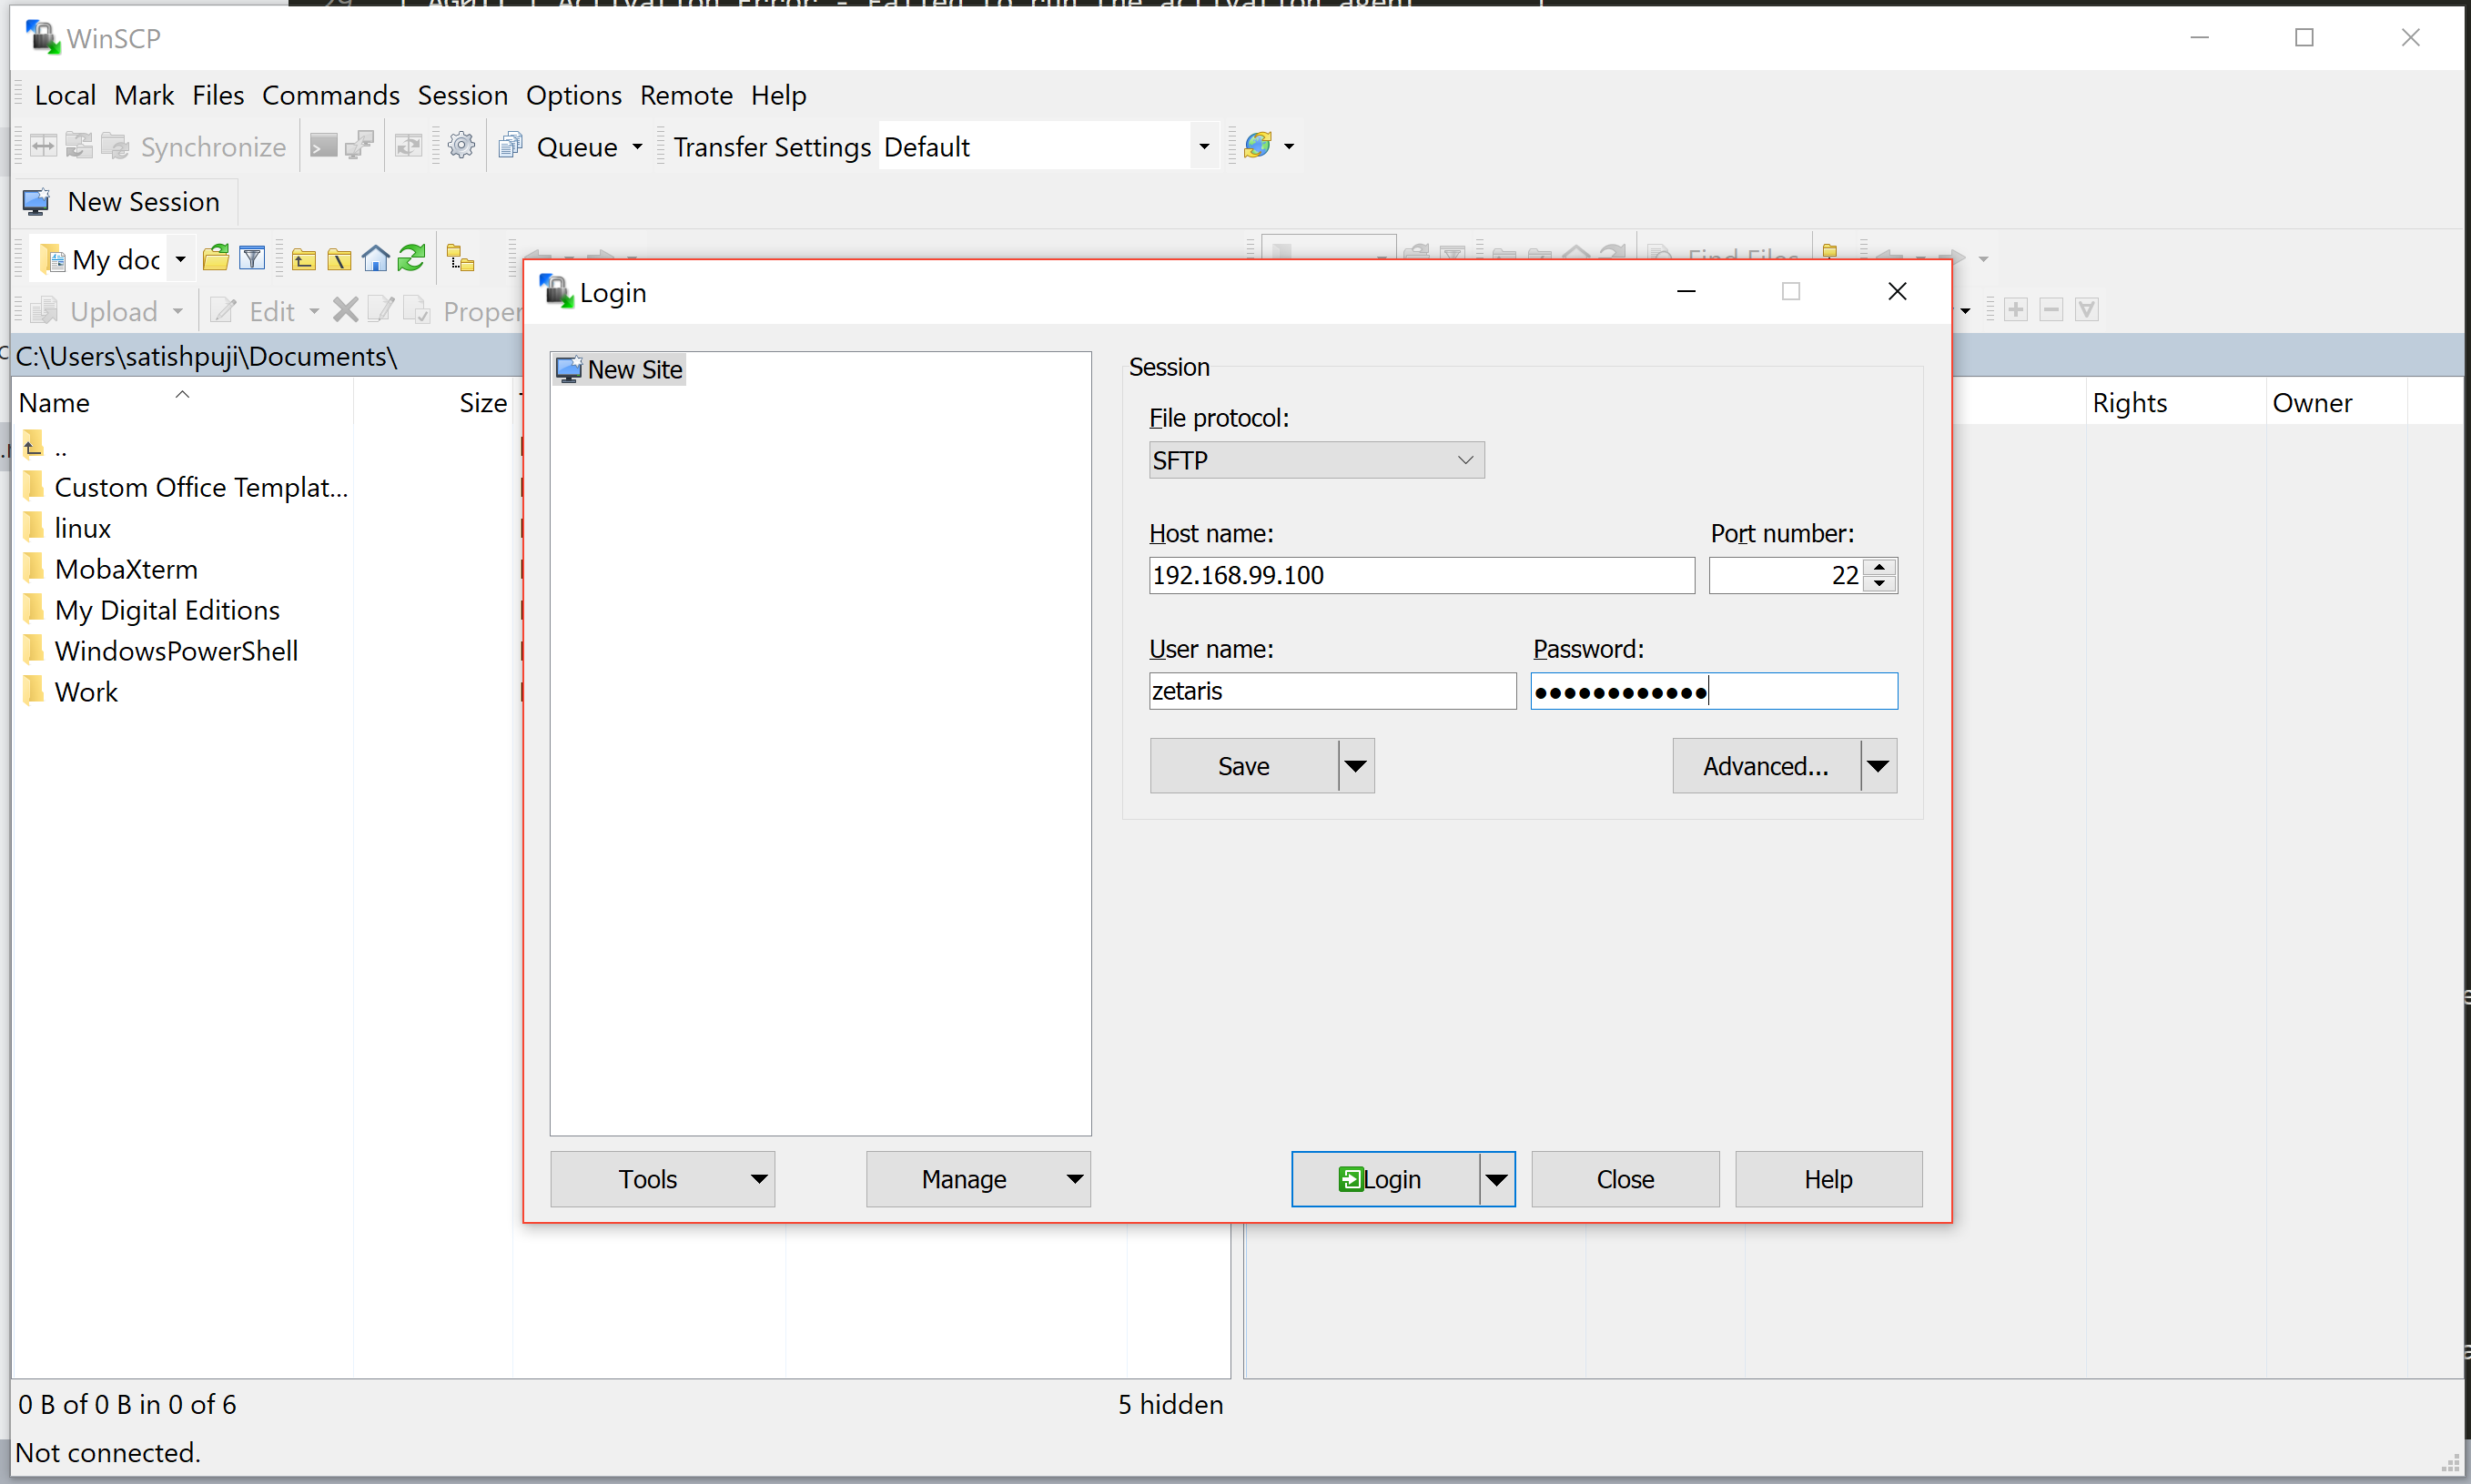 WinSCP
Local Mark Files Commands Session Options Remote Help
Synchronize Queue Transfer Settings Default
New Session
My doc Find Files
Upload Edit Proper
Login
C:\Users\satishpuji\Documents\
Name Size
..
Custom Office Templat...
linux
MobaXterm
My Digital Editions
WindowsPowerShell
Work
New Site
Session
File protocol:
SFTP
Host name: Port number:
192.168.99.100 22
User name: Password:
zetaris ●●●●●●●●●●●●
Save Advanced...
Tools Manage Login Close Help
Rights Owner
0 B of 0 B in 0 of 6 5 hidden
Not connected.